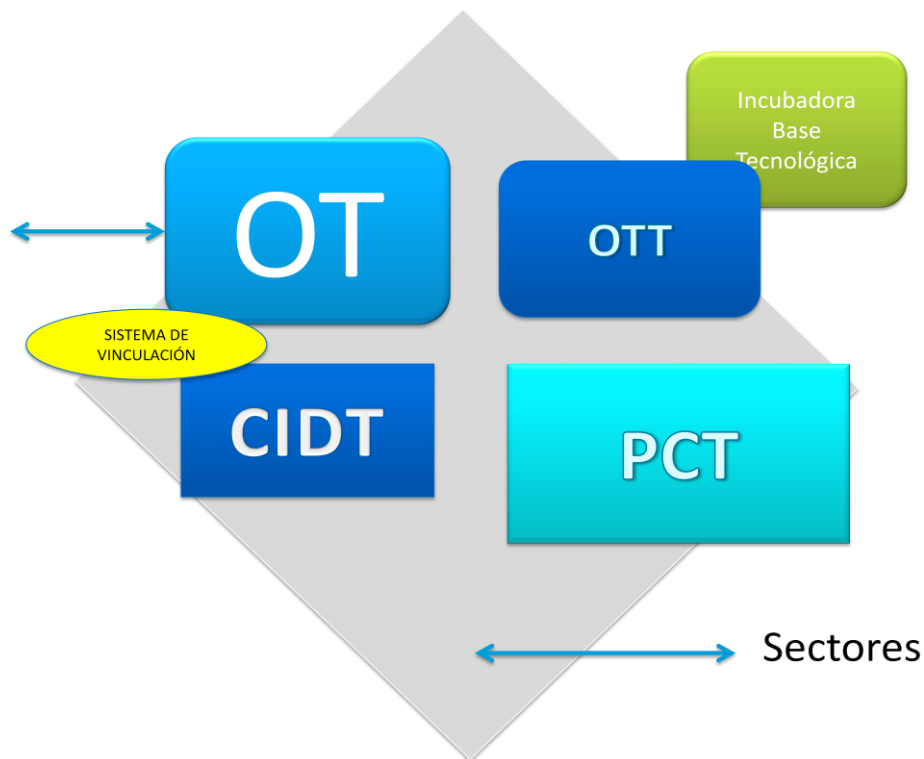 Incubadora
Base
Tecnológica
OT
OTT
SISTEMA DE
VINCULACIÓN
CIDT
PCT
Sectores